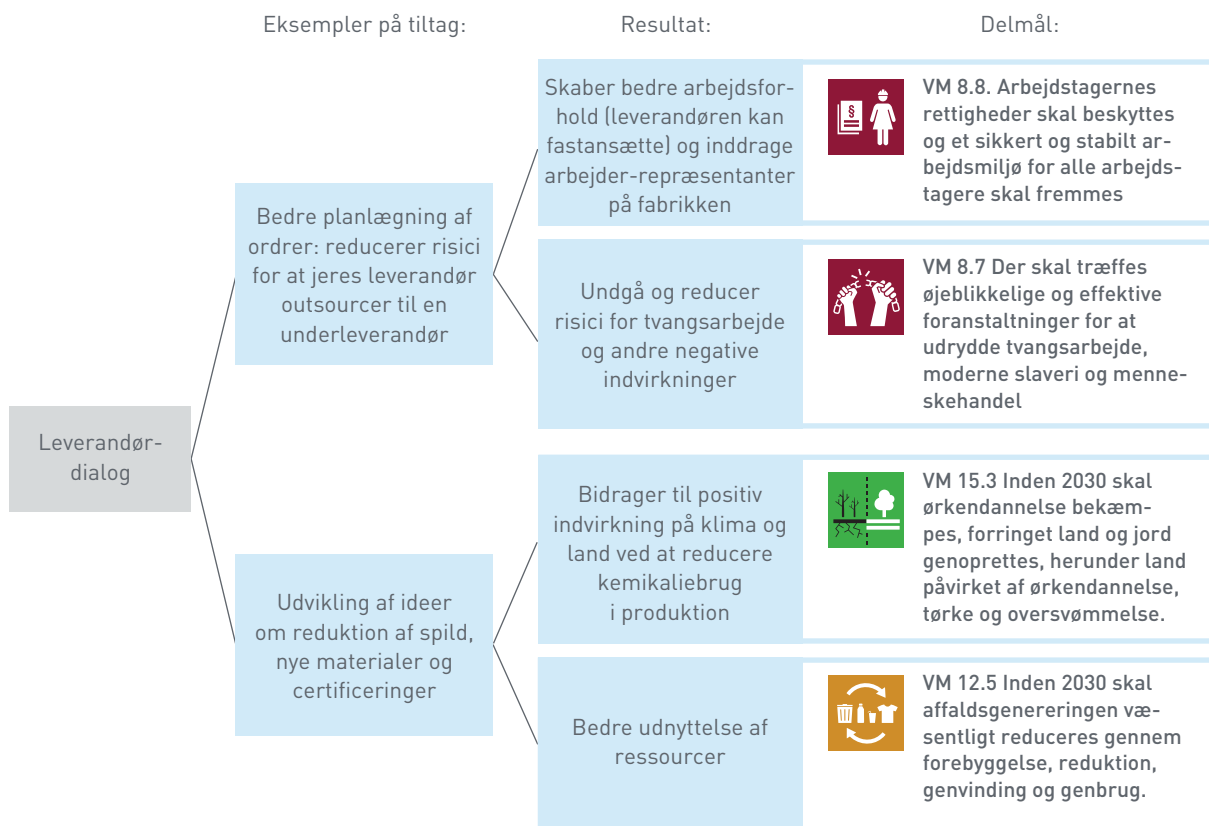 Eksempler på tiltag:
Resultat:
Delmål:
Leverandør-
dialog
Bedre planlægning af
ordrer: reducerer risici
for at jeres leverandør
outsourcer til en
underleverandør
Skaber bedre arbejdsfor-
hold (leverandøren kan
fastansætte) og inddrage
arbejder-repræsentanter
på fabrikken
§
VM 8.8. Arbejdstagernes
rettigheder skal beskyttes
og et sikkert og stabilt ar-
bejdsmiljø for alle arbejds-
tagere skal fremmes
Undgå og reducer
risici for tvangsarbejde
og andre negative
indvirkninger
VM 8.7 Der skal træffes
øjeblikkelige og effektive
foranstaltninger for at
udrydde tvangsarbejde,
moderne slaveri og menne-
skehandel
Udvikling af ideer
om reduktion af spild,
nye materialer og
certificeringer
Bidrager til positiv
indvirkning på klima og
land ved at reducere
kemikaliebrug
i produktion
VM 15.3 Inden 2030 skal
ørkendannelse bekæm-
pes, forringet land og jord
genoprettes, herunder land
påvirket af ørkendannelse,
tørke og oversvømmelse.
Bedre udnyttelse af
ressourcer
VM 12.5 Inden 2030 skal
affaldsgenereringen væ-
sentligt reduceres gennem
forebyggelse, reduktion,
genvinding og genbrug.